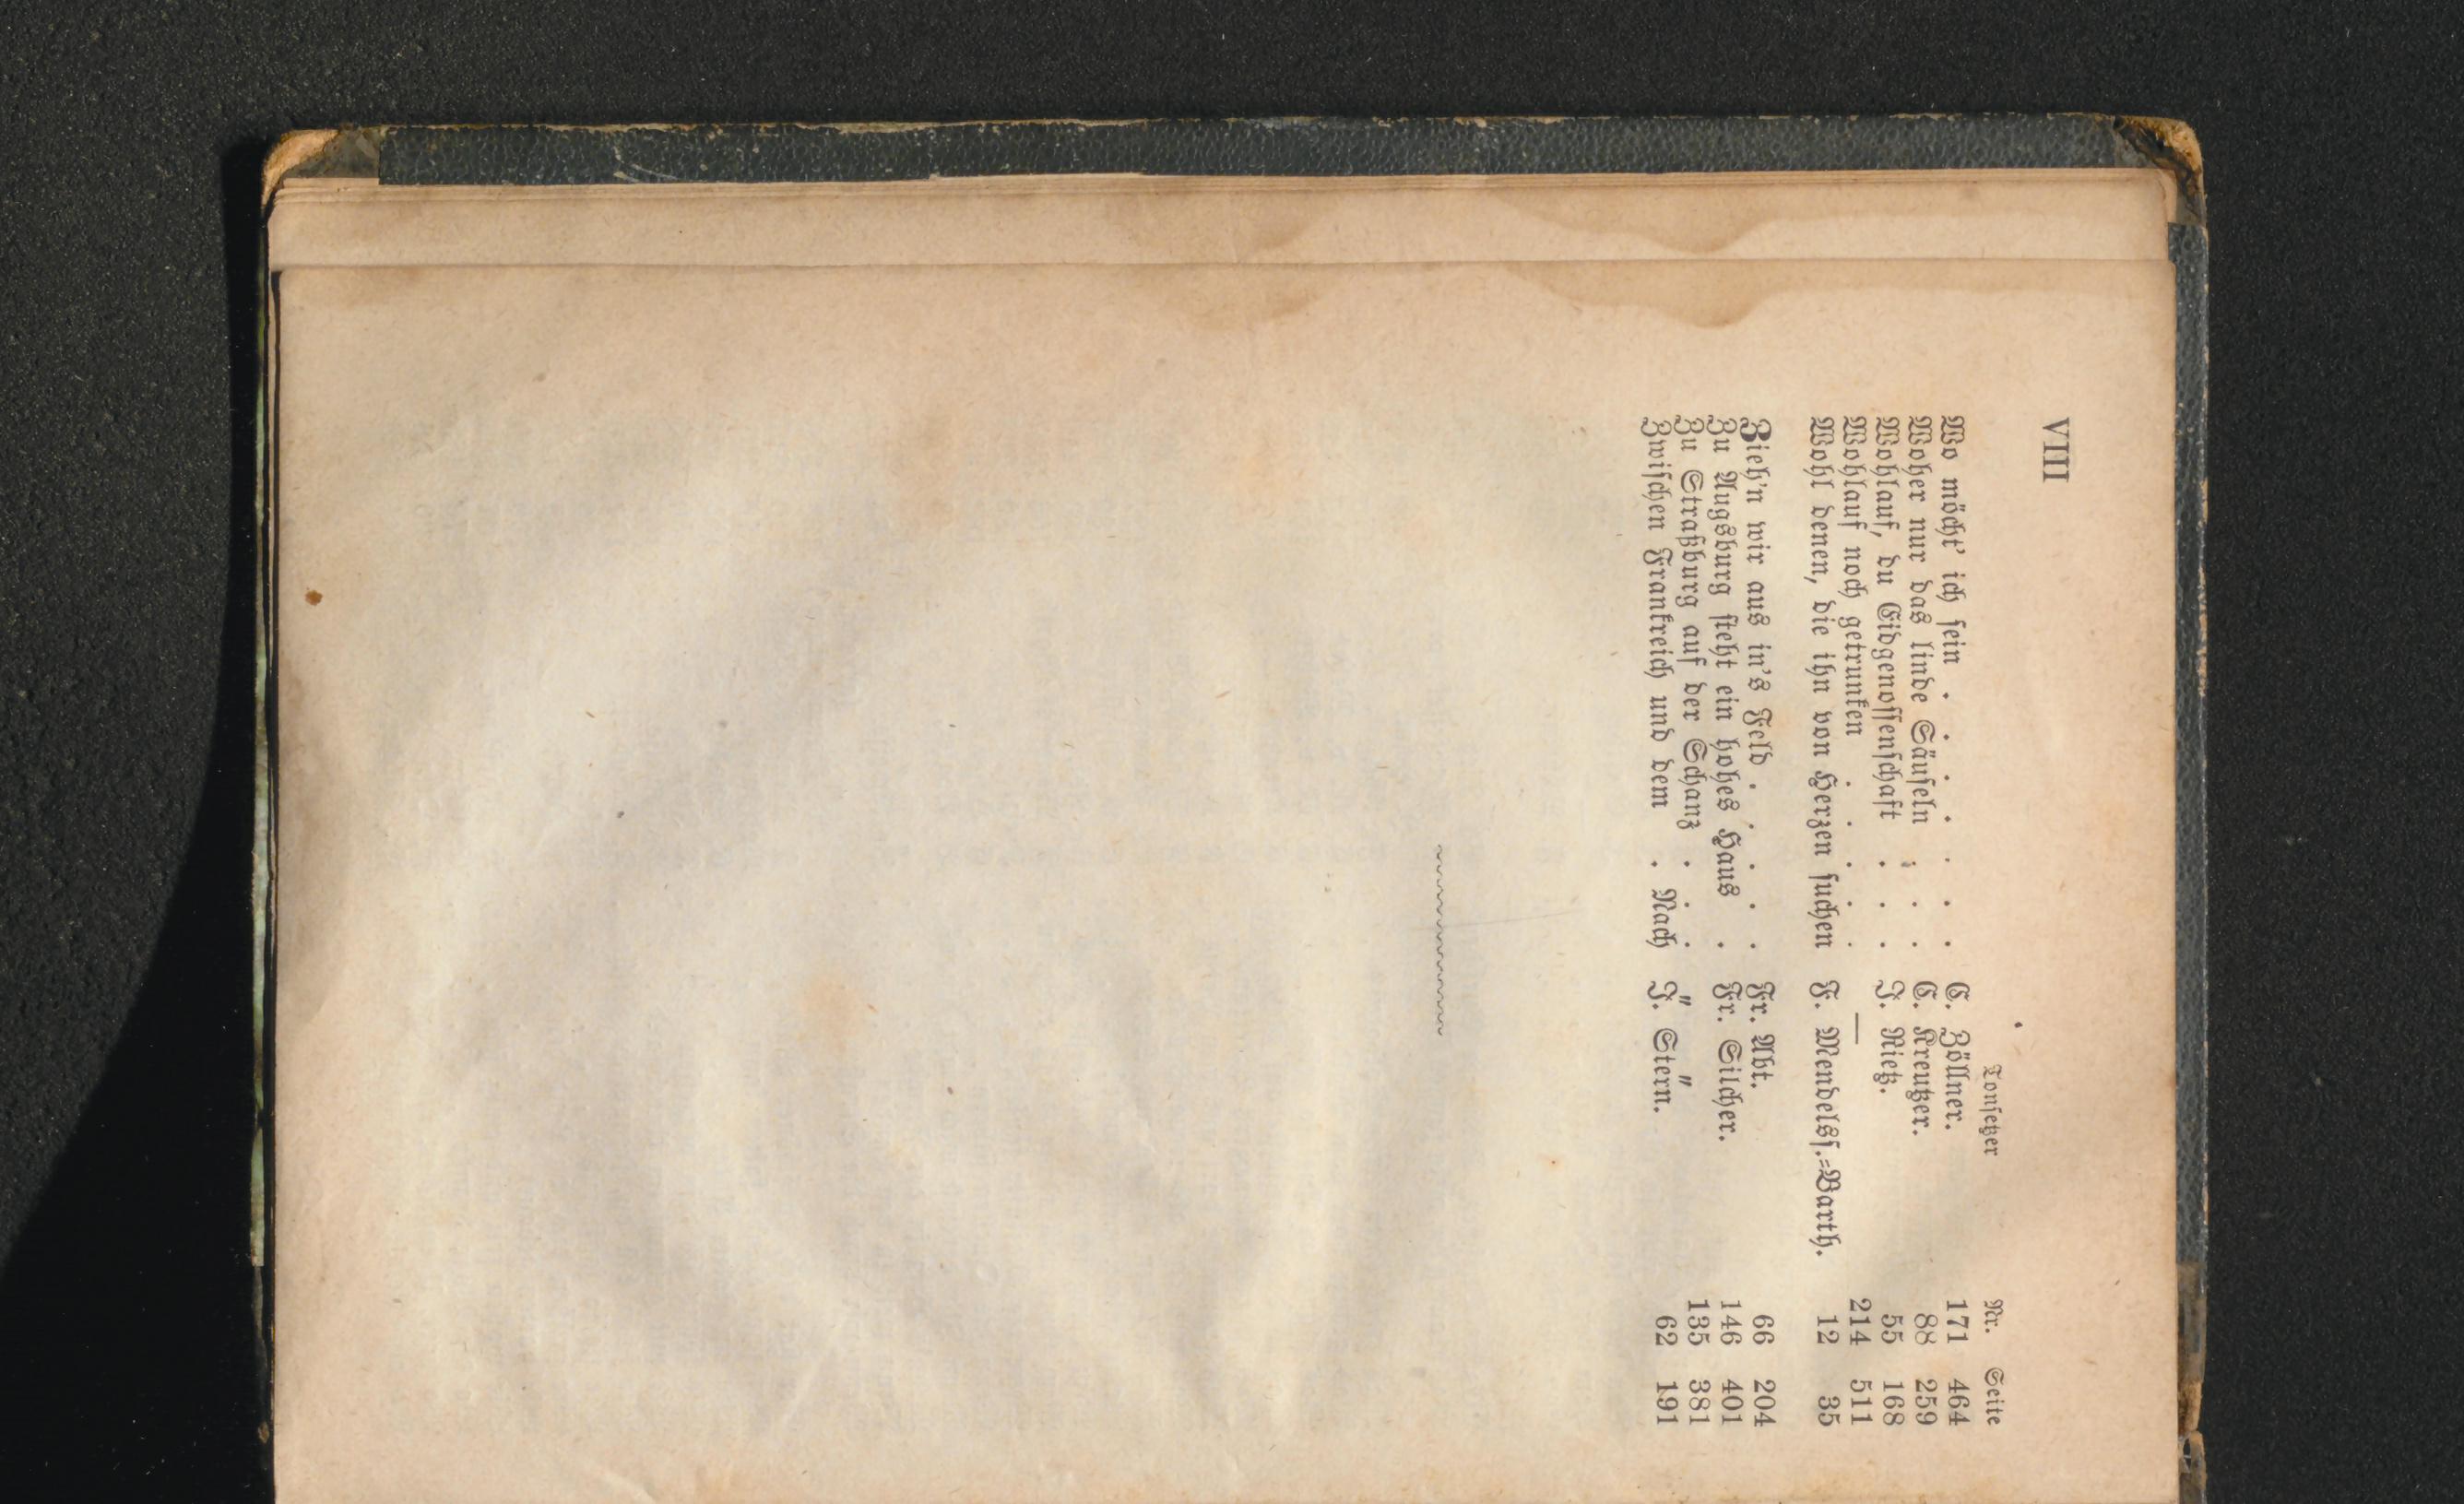 VIII
Tonsetzer Nr. Seite
Wo möcht' ich sein . . . . . . . C. Zöllner. 171 464
Woher nur das linde Säuseln . . . C. Kreutzer. 88 259
Wohlauf, du Eidgenossenschaft . . . J. Rietz. 55 168
Wohlauf noch getrunken . . . . . — 214 511
Wohl denen, die ihn von Herzen suchen F. Mendelss.=Barth. 12 35
Zieh'n wir aus in's Feld . . . . . Fr. Abt. 66 204
Zu Augsburg steht ein hohes Haus . Fr. Silcher. 146 401
Zu Straßburg auf der Schanz . . . " " 135 381
Zwischen Frankreich und dem . Nach J. Stern. 62 191